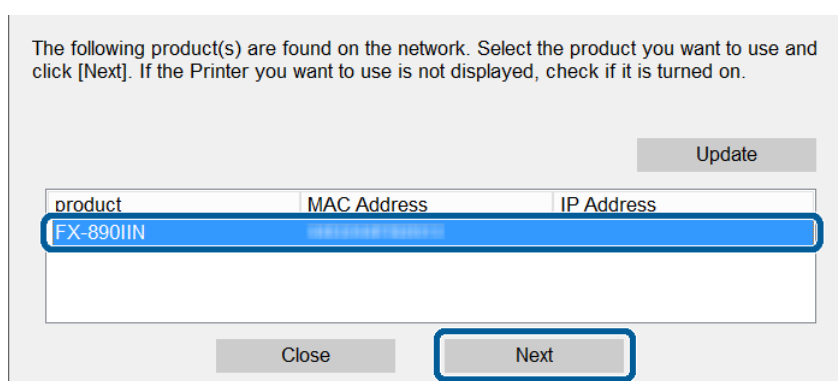 The following product(s) are found on the network. Select the product you want to use and
click [Next]. If the Printer you want to use is not displayed, check if it is turned on.
Update
product MAC Address IP Address
FX-890IIN
Close Next